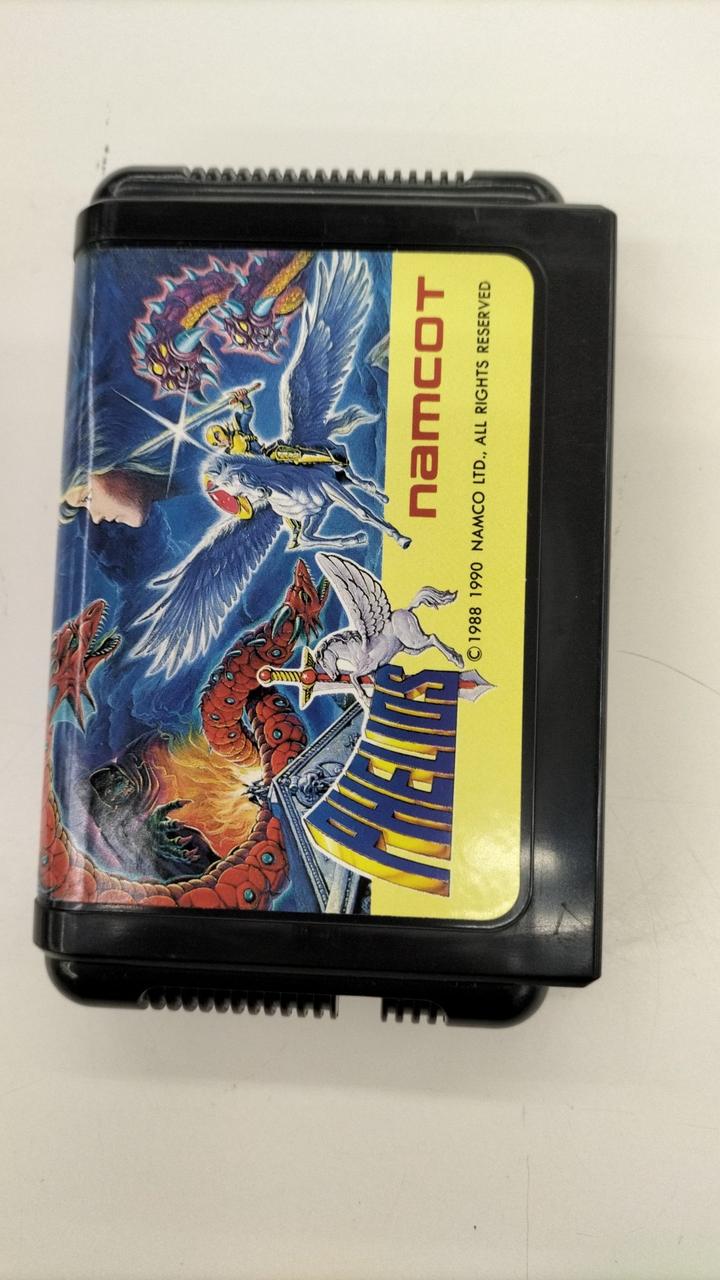 PHELIOS
namcot
© 1988 1990 NAMCO LTD., ALL RIGHTS RESERVED